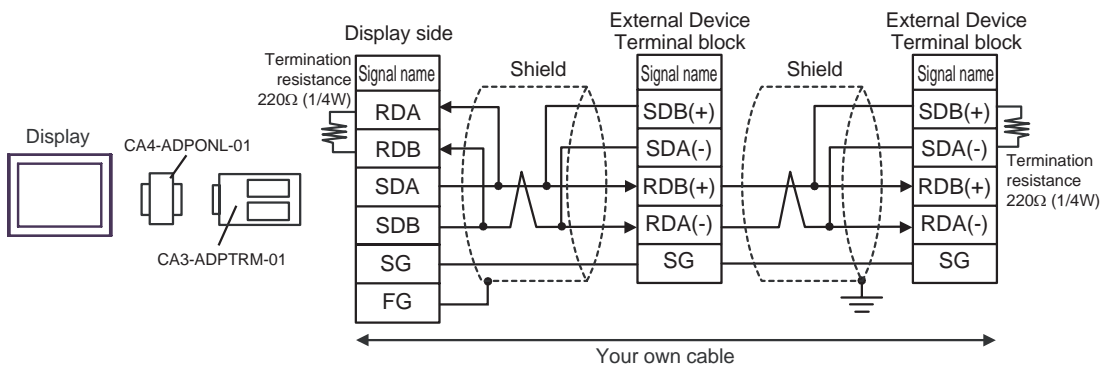 Display
CA4-ADPONL-01
CA3-ADPTRM-01
Termination
resistance
220Ω (1/4W)
Display side
Signal name
RDA
RDB
SDA
SDB
SG
FG
Shield
External Device
Terminal block
Signal name
SDB(+)
SDA(-)
RDB(+)
RDA(-)
SG
Shield
External Device
Terminal block
Signal name
SDB(+)
SDA(-)
RDB(+)
RDA(-)
SG
Termination
resistance
220Ω (1/4W)
Your own cable